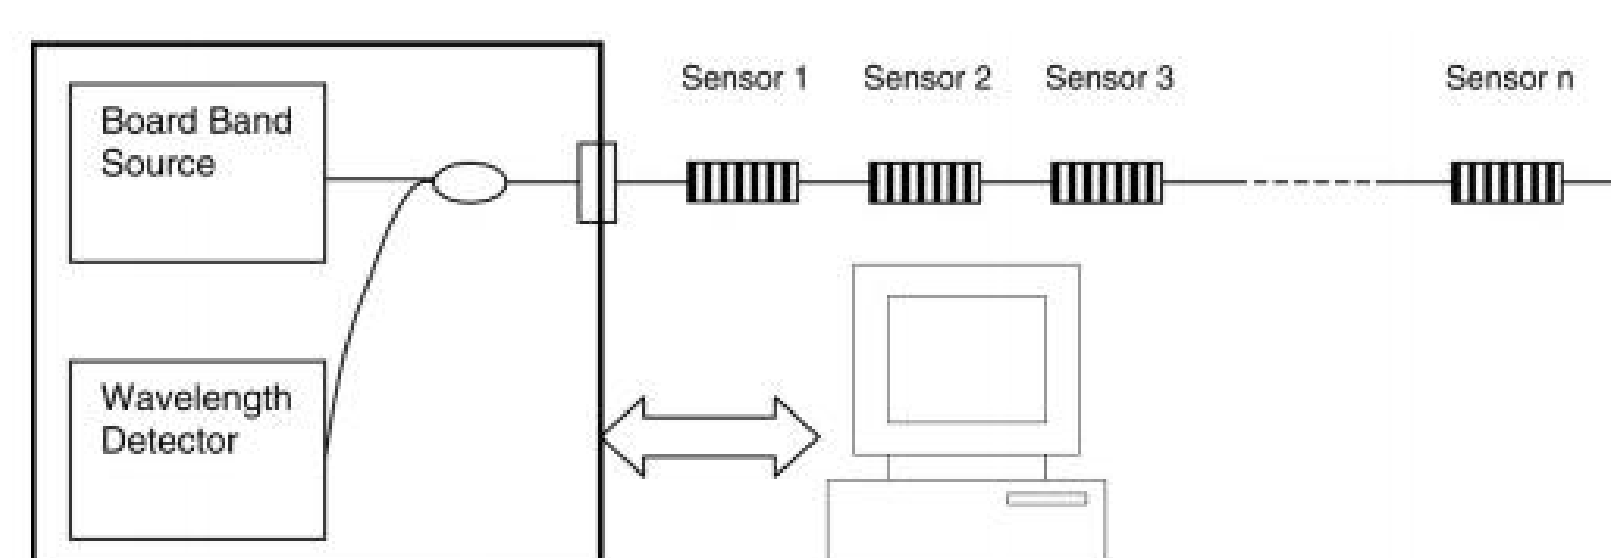 Board Band
Source
Sensor 1
Sensor 2
Sensor 3
Sensor n
Wavelength
Detector